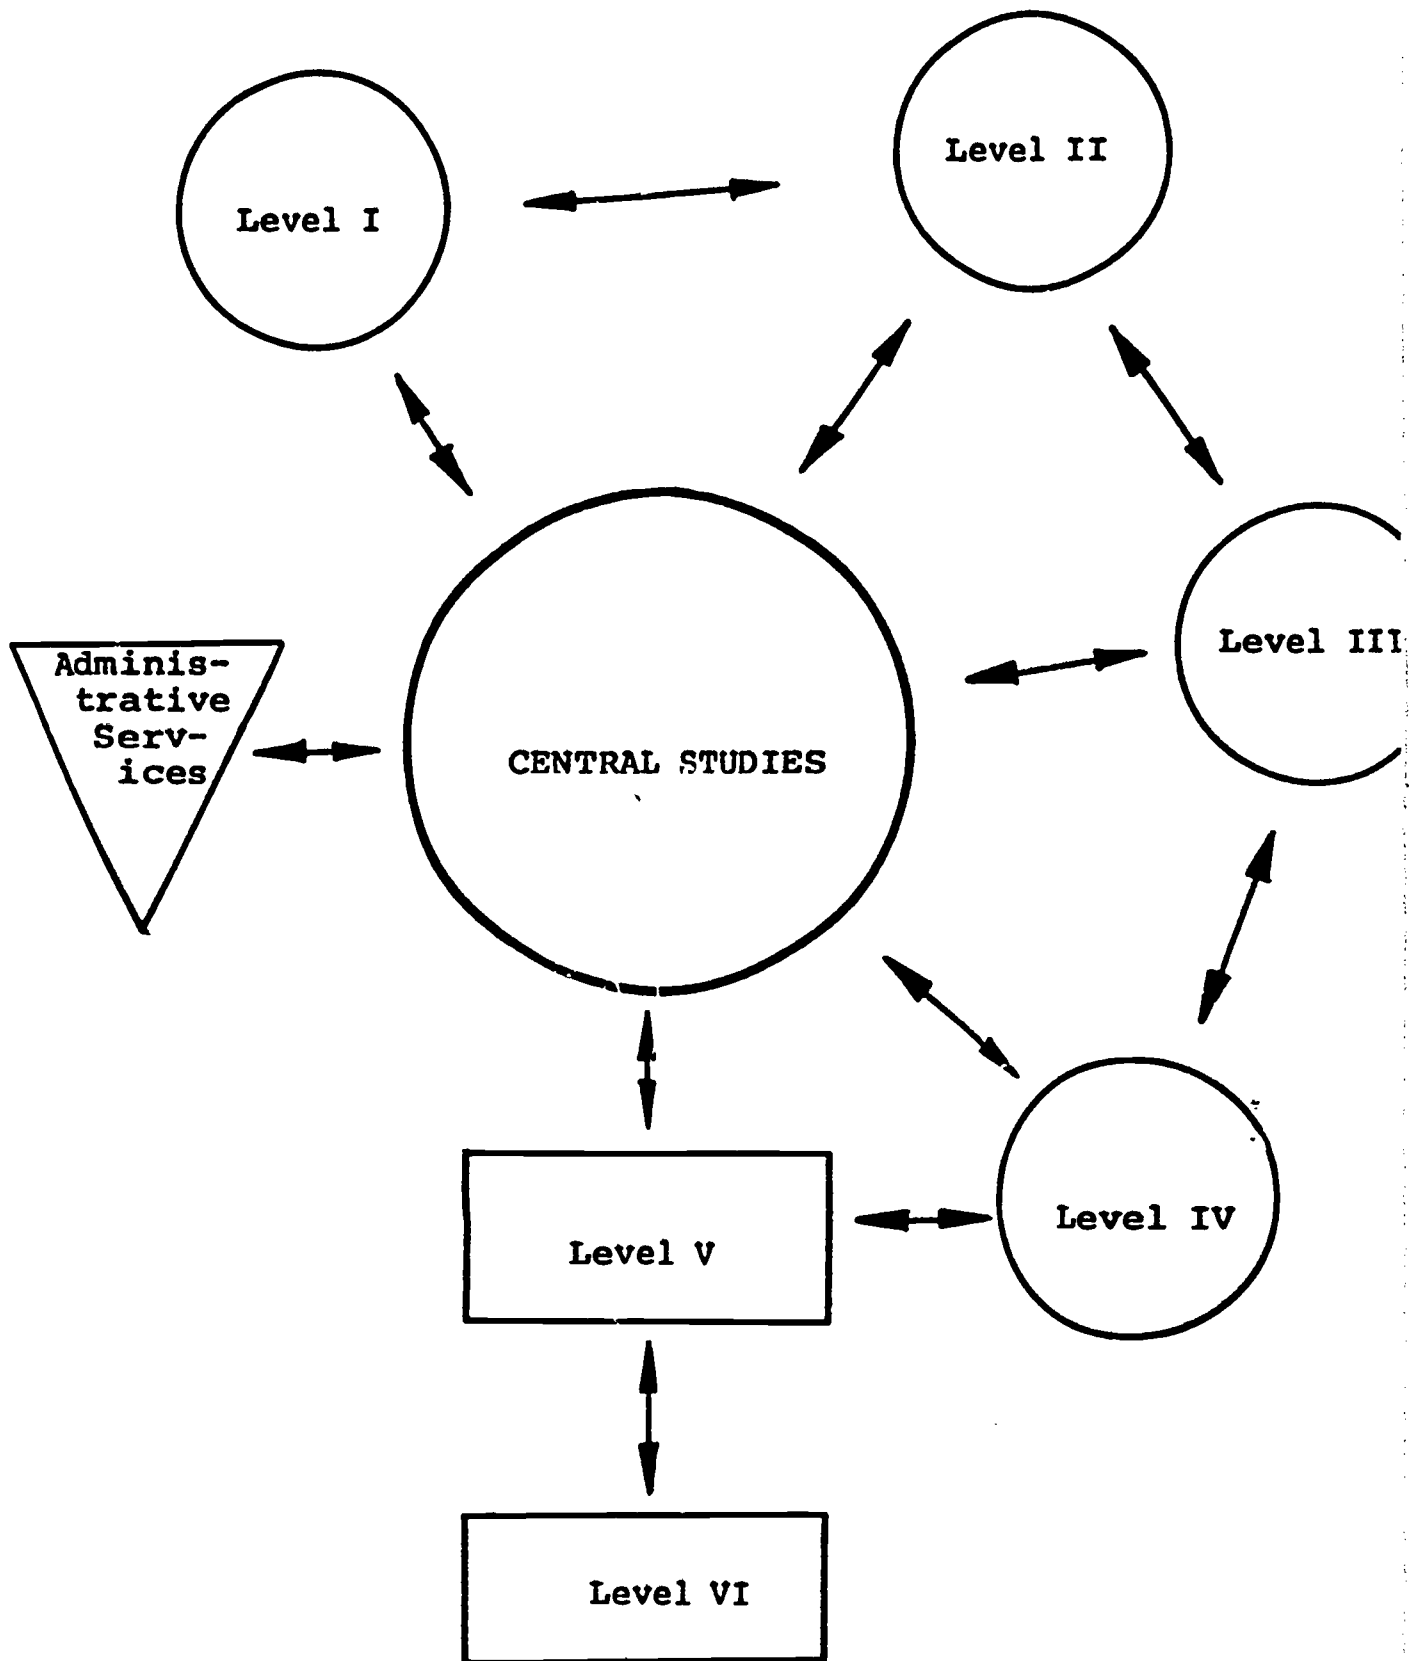 Level I
Level II
Level III
Adminis-
trative
Serv-
ices
CENTRAL STUDIES
Level IV
Level V
Level VI